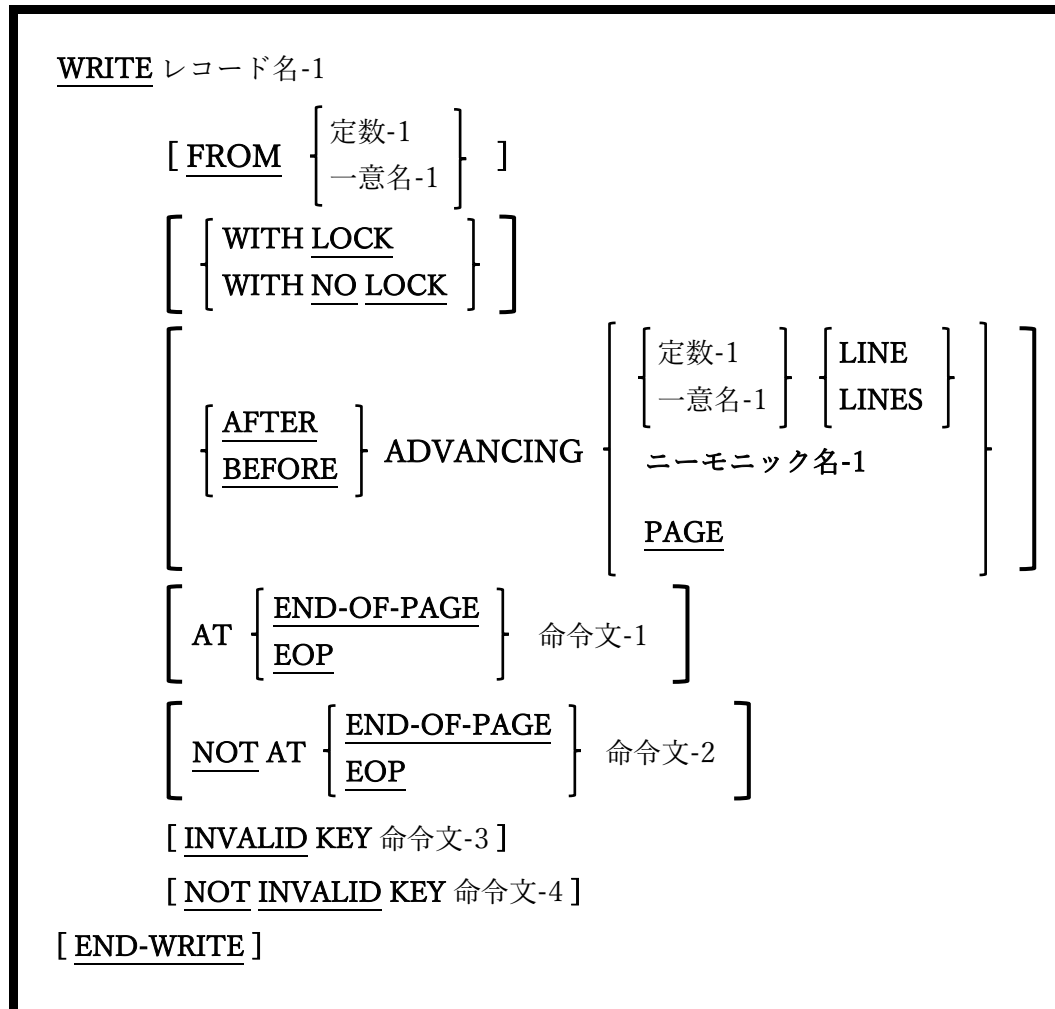 WRITE レコード名-1
[ FROM { 定数-1
一意名-1 } ]
[ { WITH LOCK
WITH NO LOCK } ]
[ { AFTER
BEFORE } ADVANCING { { 定数-1
一意名-1 } { LINE
LINES }
ニーモニック名-1
PAGE } ]
[ AT { END-OF-PAGE
EOP } 命令文-1 ]
[ NOT AT { END-OF-PAGE
EOP } 命令文-2 ]
[ INVALID KEY 命令文-3 ]
[ NOT INVALID KEY 命令文-4 ]
[ END-WRITE ]